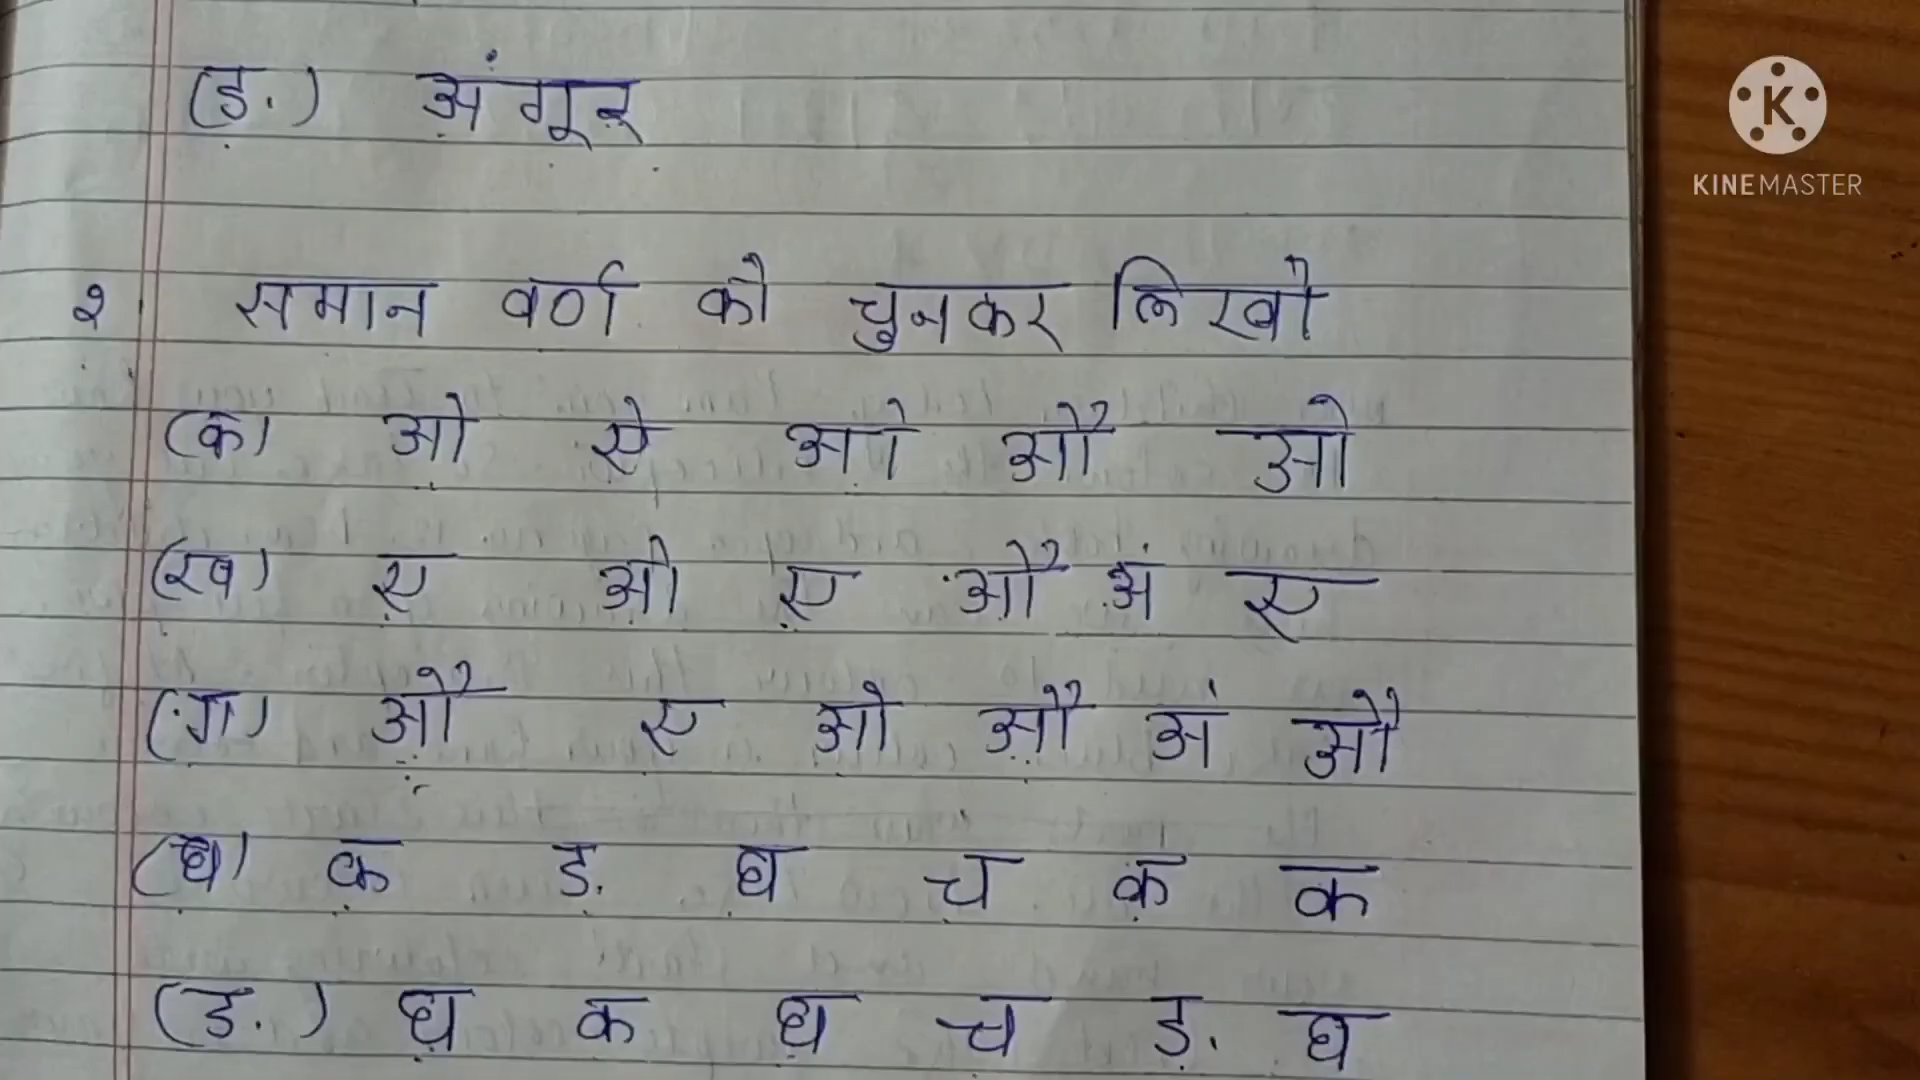 (ङ) अंगूर
K
KINEMASTER
२ समान वर्ण को चुनकर लिखो
(क) ओ ऐ ओ औ ओ
(ख) ए ओ ए औ अं ए
(ग) औ ए ओ औ अं औ
(घ) क ङ घ च क क
(ङ) घ क घ च ङ घ